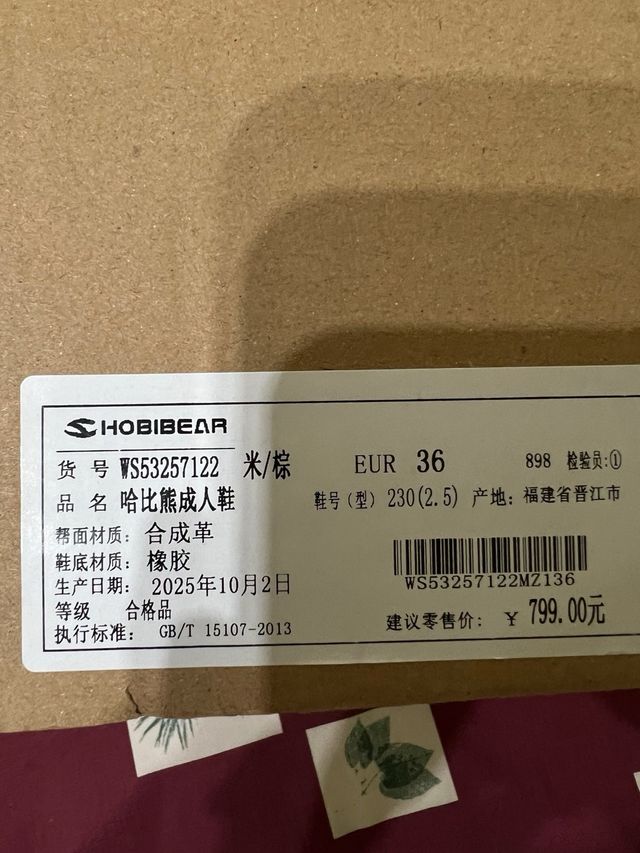 HOBIBEAR
货 号 WS53257122 米/棕
品 名 哈比熊成人鞋
帮面材质: 合成革
鞋底材质: 橡胶
生产日期: 2025年10月2日
等级 合格品
执行标准: GB/T 15107-2013
EUR 36 898 检验员:①
鞋号(型) 230(2.5) 产地: 福建省晋江市
WS53257122MZ136
建议零售价: ¥ 799.00元